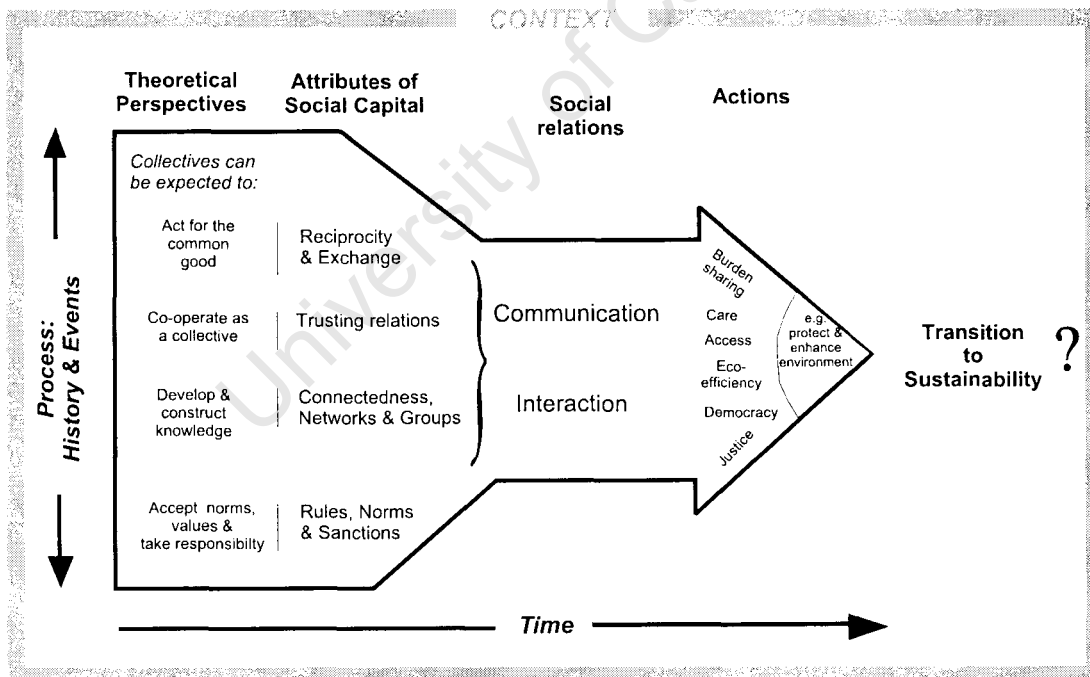 CONTEXT
Theoretical
Perspectives
Attributes of
Social Capital
Social
relations
Actions
Process:
History & Events
Collectives can
be expected to:
Act for the
common
good
Reciprocity
& Exchange
Co-operate as
a collective
Trusting relations
Develop &
construct
knowledge
Connectedness,
Networks & Groups
Accept norms,
values &
take responsibilty
Rules, Norms
& Sanctions
Communication
Interaction
Burden
sharing
Care
Access
Eco-
efficiency
Democracy
Justice
e.g.
protect &
enhance
environment
Transition
to
Sustainability
?
Time
University of